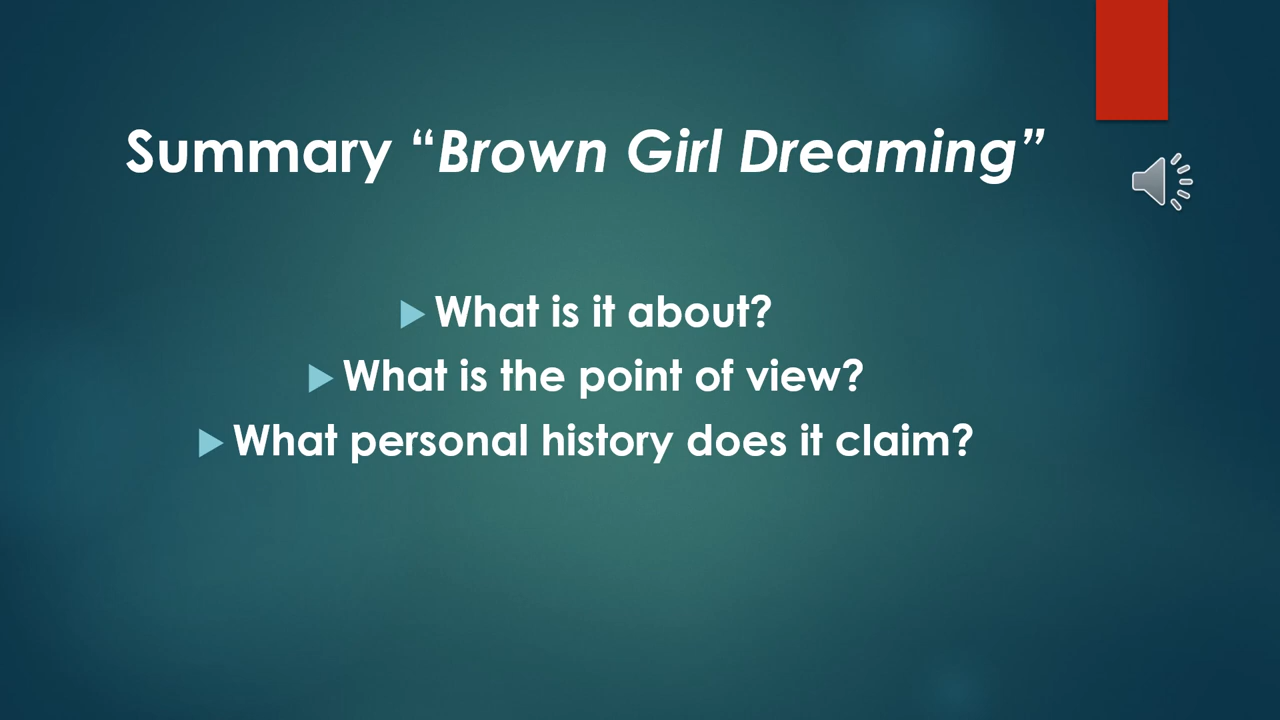 Summary “Brown Girl Dreaming”
What is it about?
What is the point of view?
What personal history does it claim?